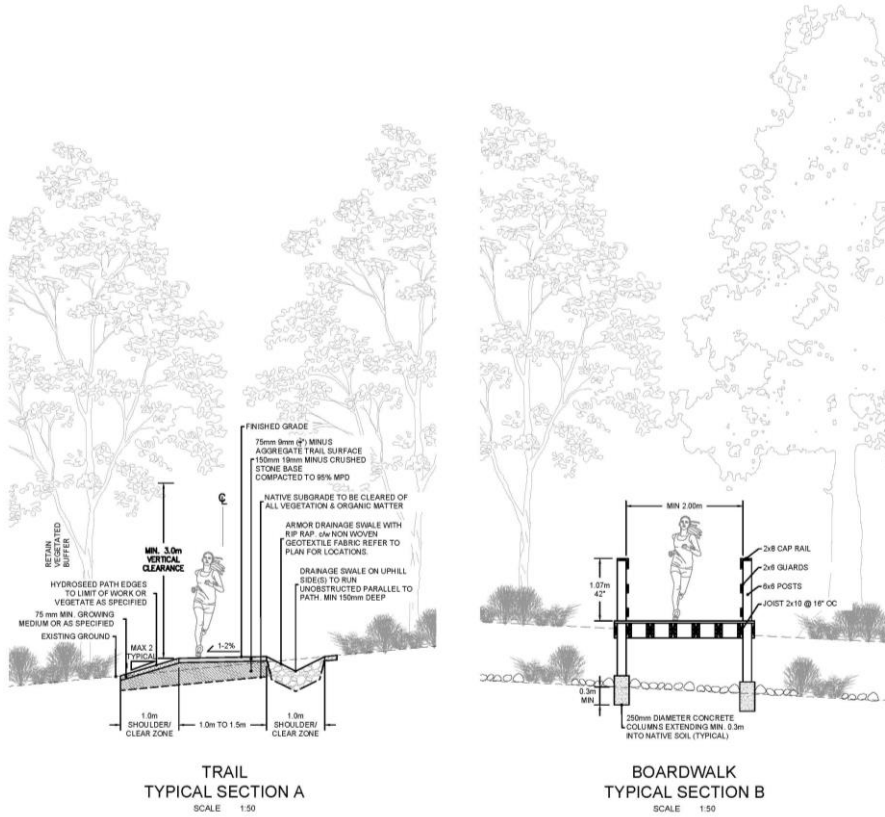 FINISHED GRADE
75mm 9mm (⅜") MINUS
AGGREGATE TRAIL SURFACE
150mm 19mm MINUS CRUSHED
STONE BASE
COMPACTED TO 95% MPD
NATIVE SUBGRADE TO BE CLEARED OF
ALL VEGETATION & ORGANIC MATTER
ARMOR DRAINAGE SWALE WITH
RIP RAP. c/w NON WOVEN
GEOTEXTILE FABRIC REFER TO
PLAN FOR LOCATIONS.
DRAINAGE SWALE ON UPHILL
SIDE(S) TO RUN
UNOBSTRUCTED PARALLEL TO
PATH. MIN 150mm DEEP
RETAIN
VEGETATED
BUFFER
MIN. 3.0m
VERTICAL
CLEARANCE
HYDROSEED PATH EDGES
TO LIMIT OF WORK OR
VEGETATE AS SPECIFIED
75 mm MIN. GROWING
MEDIUM OR AS SPECIFIED
EXISTING GROUND
MAX 2
TYPICAL
1-2%
1.0m
SHOULDER/
CLEAR ZONE
1.0m TO 1.5m
1.0m
SHOULDER/
CLEAR ZONE
TRAIL
TYPICAL SECTION A
SCALE 1:50
MIN 2.00m
2x8 CAP RAIL
2x6 GUARDS
6x6 POSTS
JOIST 2x10 @ 16" OC
1.07m
42"
0.3m
MIN
250mm DIAMETER CONCRETE
COLUMNS EXTENDING MIN. 0.3m
INTO NATIVE SOIL (TYPICAL)
BOARDWALK
TYPICAL SECTION B
SCALE 1:50